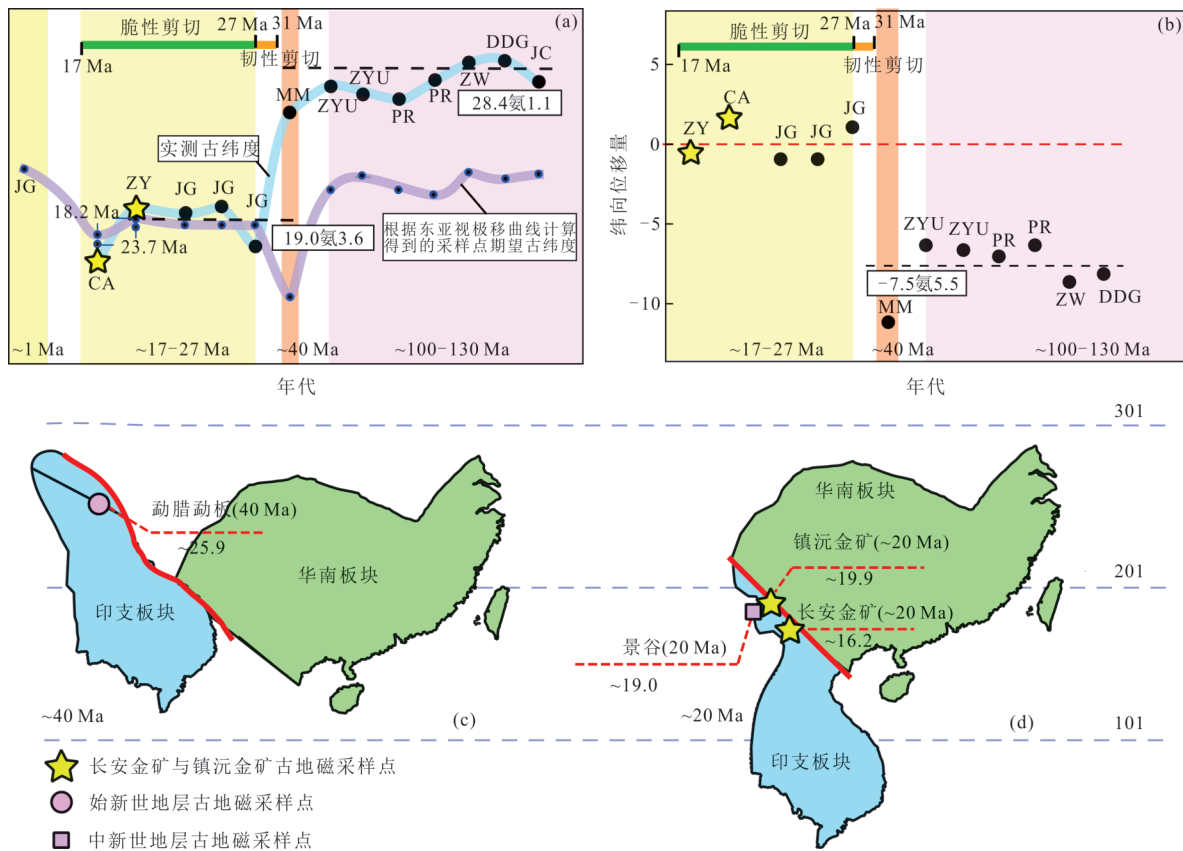 脆性剪切
27 Ma
31 Ma
(a)
17 Ma
韧性剪切
DDG
JC
ZYU
ZW
MM
ZYU
PR
PR
28.4氨1.1
实测古纬度
JG
ZY
JG
JG
JG
18.2 Ma
23.7 Ma
19.0氨3.6
根据东亚视极移曲线计算
得到的采样点期望古纬度
CA
~1 Ma
~17-27 Ma
~40 Ma
~100-130 Ma
年代
脆性剪切
27 Ma
31 Ma
(b)
17 Ma
韧性剪切
纬向位移量
5
0
-5
-10
CA
ZY
JG
JG
JG
ZYU
ZYU
PR
PR
-7.5氨5.5
MM
ZW
DDG
~17-27 Ma
~40 Ma
~100-130 Ma
年代
301
201
101
勐腊勐板(40 Ma)
~25.9
华南板块
印支板块
~40 Ma
(c)
华南板块
镇沅金矿(~20 Ma)
~19.9
长安金矿(~20 Ma)
~16.2
景谷(20 Ma)
~19.0
~20 Ma
(d)
印支板块
长安金矿与镇沅金矿古地磁采样点
始新世地层古地磁采样点
中新世地层古地磁采样点